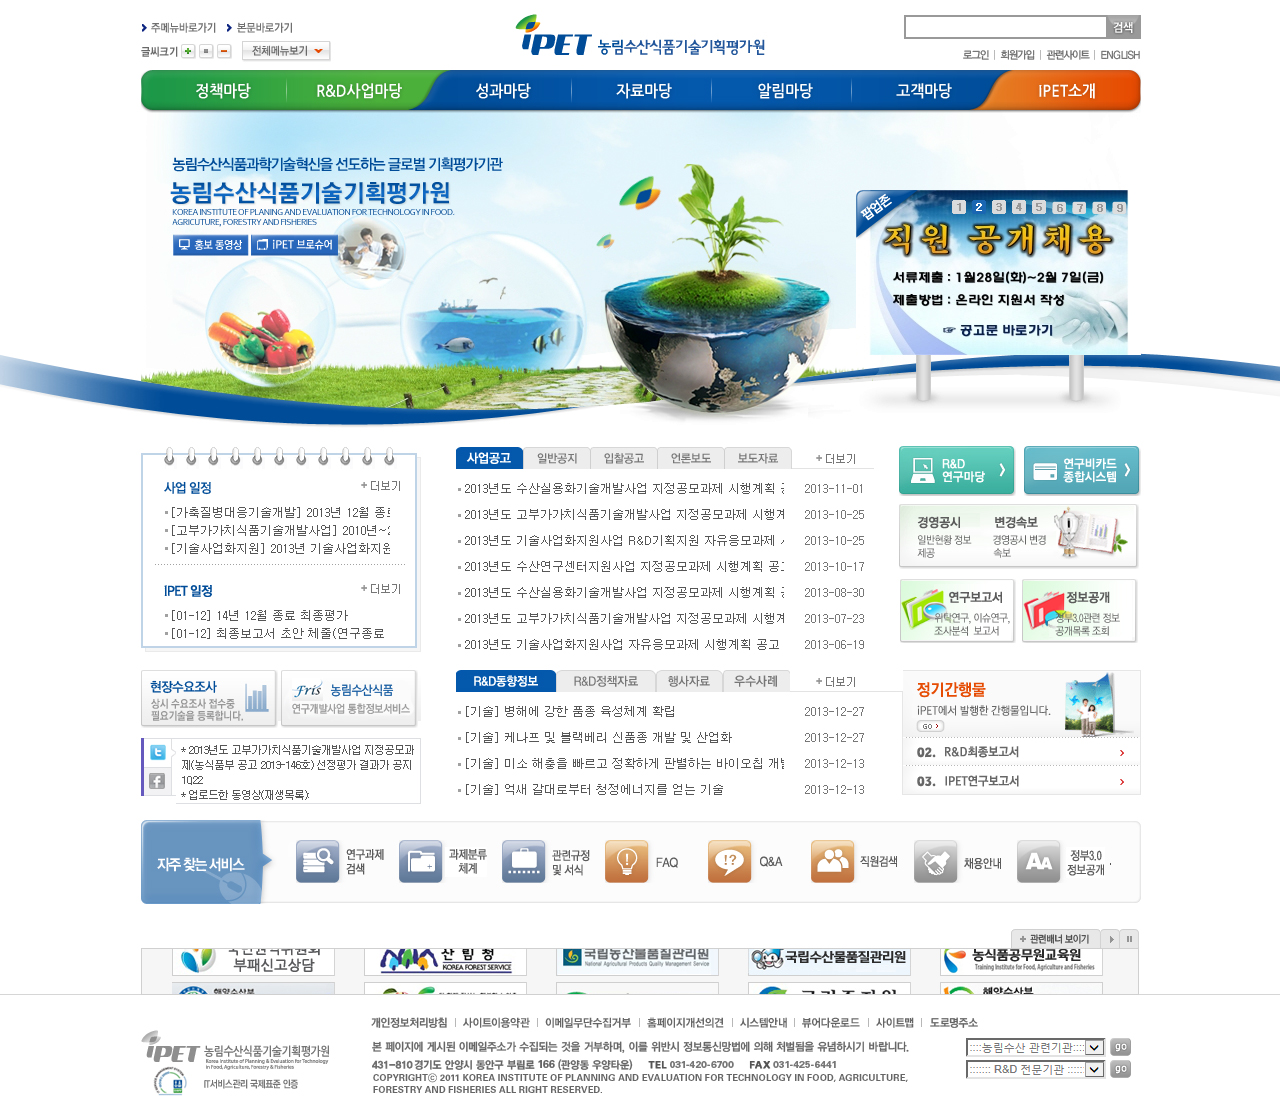 주메뉴바로가기 본문바로가기
글씨크기
전체메뉴보기
iPET 농림수산식품기술기획평가원
검색
로그인 회원가입 관련사이트 ENGLISH
정책마당 R&D사업마당 성과마당 자료마당 알림마당 고객마당 IPET소개
농림수산식품과학기술혁신을 선도하는 글로벌 기획평가기관
농림수산식품기술기획평가원
KOREA INSTITUTE OF PLANING AND EVALUATION FOR TECHNOLOGY IN FOOD.
AGRICUTURE, FORESTRY AND FISHERIES
홍보 동영상 iPET 브로슈어
팝업존
1 2 3 4 5 6 7 8 9
직원 공개채용
서류제출 : 1월28일(화)~2월 7일(금)
제출방법 : 온라인 지원서 작성
☞ 공고문 바로가기
사업 일정 + 더보기
[가축질병대응기술개발] 2013년 12월 종료
[고부가가치식품기술개발사업] 2010년~2
[기술사업화지원] 2013년 기술사업화지원
IPET 일정 + 더보기
[01-12] 14년 12월 종료 최종평가
[01-12] 최종보고서 초안 제출(연구종료
사업공고 일반공지 입찰공고 언론보도 보도자료 + 더보기
2013년도 수산실용화기술개발사업 지정공모과제 시행계획 공 2013-11-01
2013년도 고부가가치식품기술개발사업 지정공모과제 시행계 2013-10-25
2013년도 기술사업화지원사업 R&D기획지원 자유응모과제 시 2013-10-25
2013년도 수산연구센터지원사업 지정공모과제 시행계획 공고 2013-10-17
2013년도 수산실용화기술개발사업 지정공모과제 시행계획 공 2013-08-30
2013년도 고부가가치식품기술개발사업 지정공모과제 시행계 2013-07-23
2013년도 기술사업화지원사업 자유응모과제 시행계획 공고 2013-06-19
R&D 연구마당
연구비카드 종합시스템
경영공시
일반현황 정보 제공
변경속보
경영공시 변경 속보
연구보고서
위탁연구, 이슈연구,
조사분석 보고서
정보공개
정부3.0관련 정보
공개목록 조회
현장수요조사
상시 수요조사 접수중
필요기술을 등록합니다.
Fris 농림수산식품
연구개발사업 통합정보서비스
* 2013년도 고부가가치식품기술개발사업 지정공모과
제(농식품부 공고 2013-146호) 선정평가 결과가 공지
10,22
* 업로드한 동영상(재생목록):
R&D동향정보 R&D정책자료 행사자료 우수사례 + 더보기
[기술] 병해에 강한 품종 육성체계 확립 2013-12-27
[기술] 케나프 및 블랙베리 신품종 개발 및 산업화 2013-12-27
[기술] 미소 해충을 빠르고 정확하게 판별하는 바이오칩 개발 2013-12-13
[기술] 억새 갈대로부터 청정에너지를 얻는 기술 2013-12-13
정기간행물
iPET에서 발행한 간행물입니다.
GO >
02. R&D최종보고서
03. IPET연구보고서
자주 찾는 서비스
연구과제 검색
과제분류 체계
관련규정 및 서식
FAQ
Q&A
직원검색
채용안내
정부3.0 정보공개
+ 관련배너 보이기
국민권익위원회
부패신고상담
산림청
KOREA FOREST SERVICE
국립농산물품질관리원
National Agricultural Products Quality Management Service
국립수산물품질관리원
농식품공무원교육원
Training Institute for Food, Agriculture and Fisheries
해양수산부
해양수산부
개인정보처리방침 사이트이용약관 이메일무단수집거부 홈페이지개선의견 시스템안내 뷰어다운로드 사이트맵 도로명주소
iPET 농림수산식품기술기획평가원
Korea Institute of Planning & Evaluation for Technology
in Food, Agriculture, Forestry & Fisheries
IT서비스관리 국제표준 인증
본 페이지에 게시된 이메일주소가 수집되는 것을 거부하며, 이를 위반시 정보통신망법에 의해 처벌됨을 유념하시기 바랍니다.
431-810 경기도 안양시 동안구 부림로 166 (관양동 우양타운) TEL 031-420-6700 FAX 031-425-6441
COPYRIGHTⓒ 2011 KOREA INSTITUTE OF PLANNING AND EVALUATION FOR TECHNOLOGY IN FOOD, AGRICULTURE,
FORESTRY AND FISHERIES ALL RIGHT RESERVED.
::::농림수산 관련기관:::: go
::::::: R&D 전문기관 ::::: go